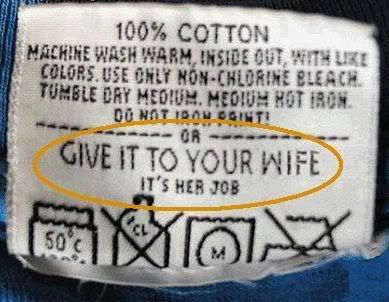 100% COTTON
MACHINE WASH WARM, INSIDE OUT, WITH LIKE
COLORS. USE ONLY NON-CHLORINE BLEACH.
TUMBLE DRY MEDIUM. MEDIUM HOT IRON.
DO NOT IRON PRINT!
OR
GIVE IT TO YOUR WIFE
IT'S HER JOB
50°C CL M